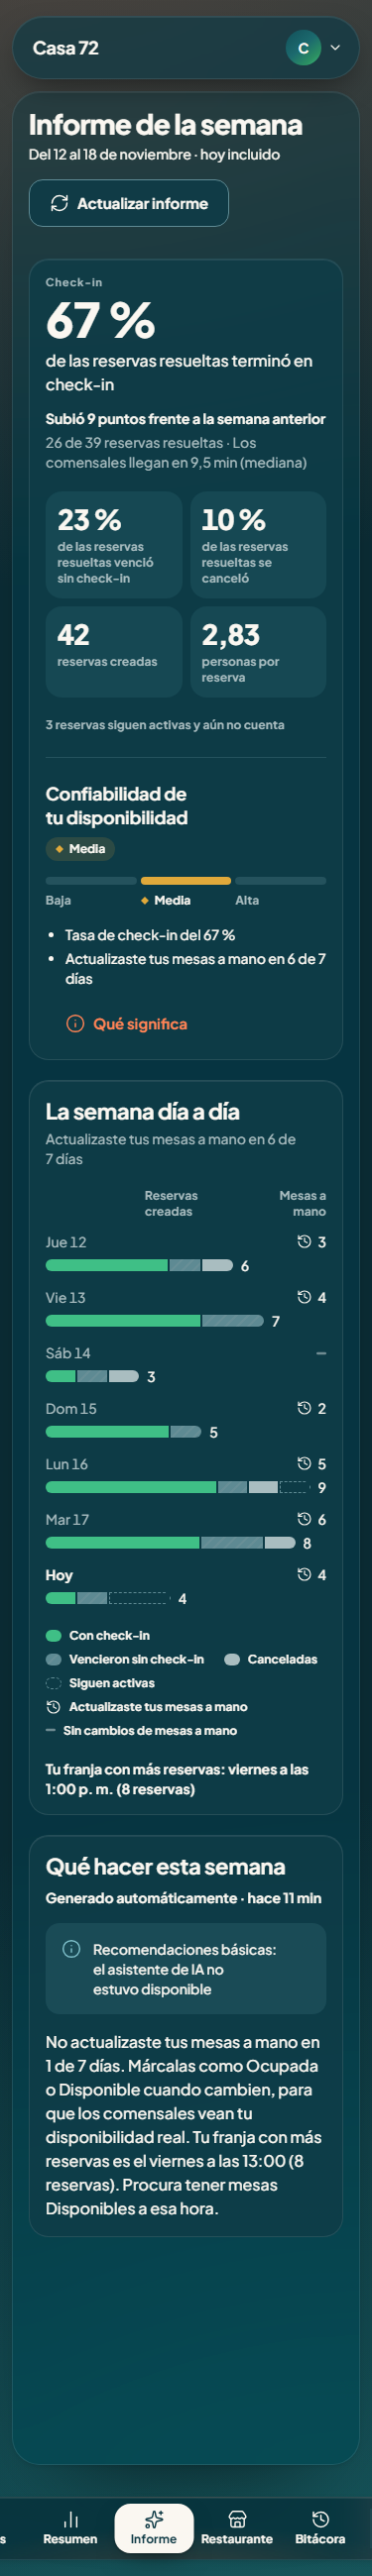 Casa 72
C
Informe de la semana
Del 12 al 18 de noviembre · hoy incluido
Actualizar informe
Check-in
67 %
de las reservas resueltas terminó en
check-in
Subió 9 puntos frente a la semana anterior
26 de 39 reservas resueltas · Los
comensales llegan en 9,5 min (mediana)
23 %
de las reservas
resueltas venció
sin check-in
10 %
de las reservas
resueltas se
canceló
42
reservas creadas
2,83
personas por
reserva
3 reservas siguen activas y aún no cuenta
Confiabilidad de
tu disponibilidad
Media
Baja
Media
Alta
• Tasa de check-in del 67 %
• Actualizaste tus mesas a mano en 6 de 7
días
Qué significa
La semana día a día
Actualizaste tus mesas a mano en 6 de
7 días
Reservas
creadas
Mesas a
mano
Jue 12
3
6
Vie 13
4
7
Sáb 14
–
3
Dom 15
2
5
Lun 16
5
9
Mar 17
6
8
Hoy
4
4
Con check-in
Vencieron sin check-in
Canceladas
Siguen activas
Actualizaste tus mesas a mano
– Sin cambios de mesas a mano
Tu franja con más reservas: viernes a las
1:00 p. m. (8 reservas)
Qué hacer esta semana
Generado automáticamente · hace 11 min
Recomendaciones básicas:
el asistente de IA no
estuvo disponible
No actualizaste tus mesas a mano en
1 de 7 días. Márcalas como Ocupada
o Disponible cuando cambien, para
que los comensales vean tu
disponibilidad real. Tu franja con más
reservas es el viernes a las 13:00 (8
reservas). Procura tener mesas
Disponibles a esa hora.
s
Resumen
Informe
Restaurante
Bitácora